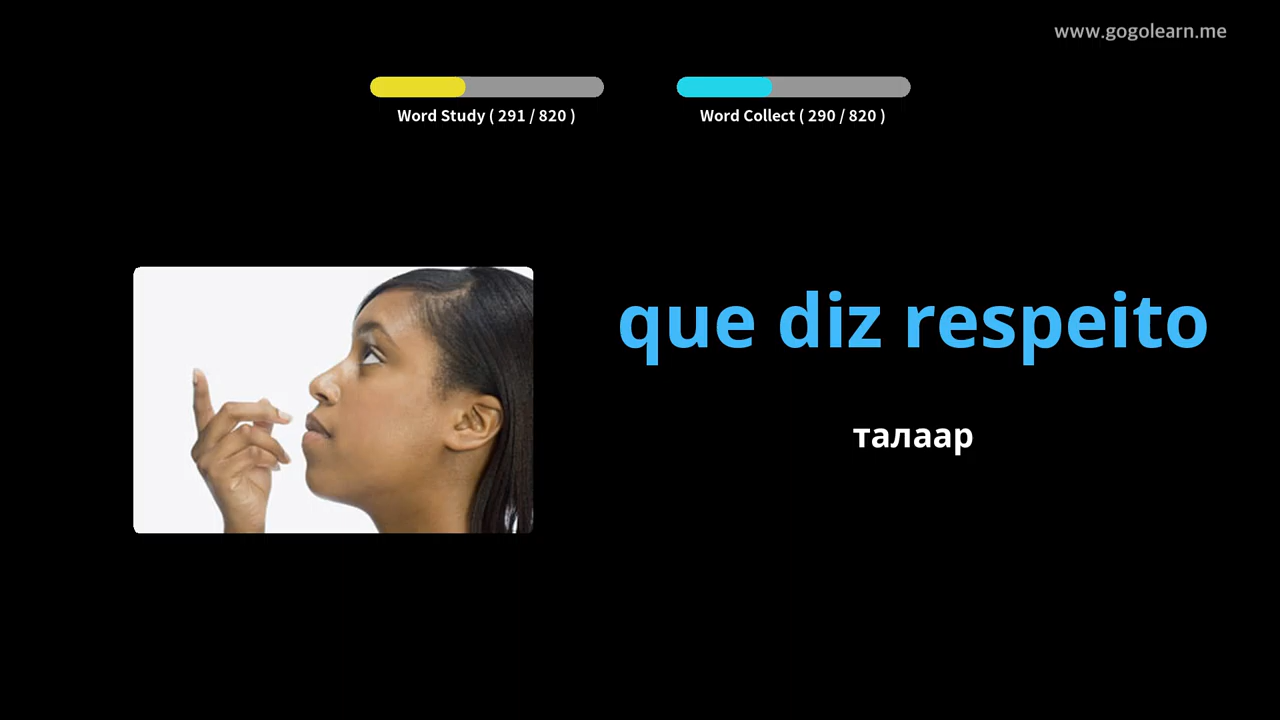 www.gogolearn.me
Word Study ( 291 / 820 )
Word Collect ( 290 / 820 )
que diz respeito
талаар